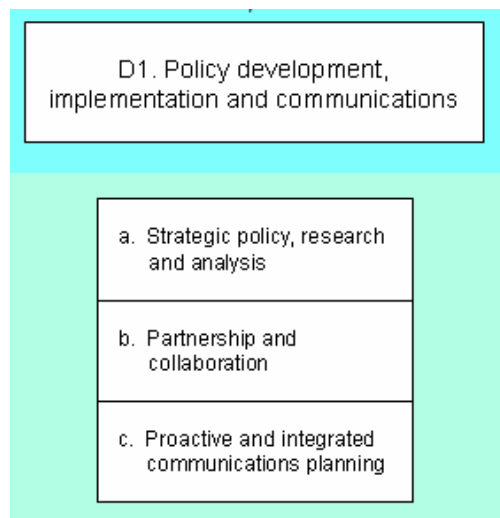 D1. Policy development,
implementation and communications
a. Strategic policy, research
and analysis
b. Partnership and
collaboration
c. Proactive and integrated
communications planning